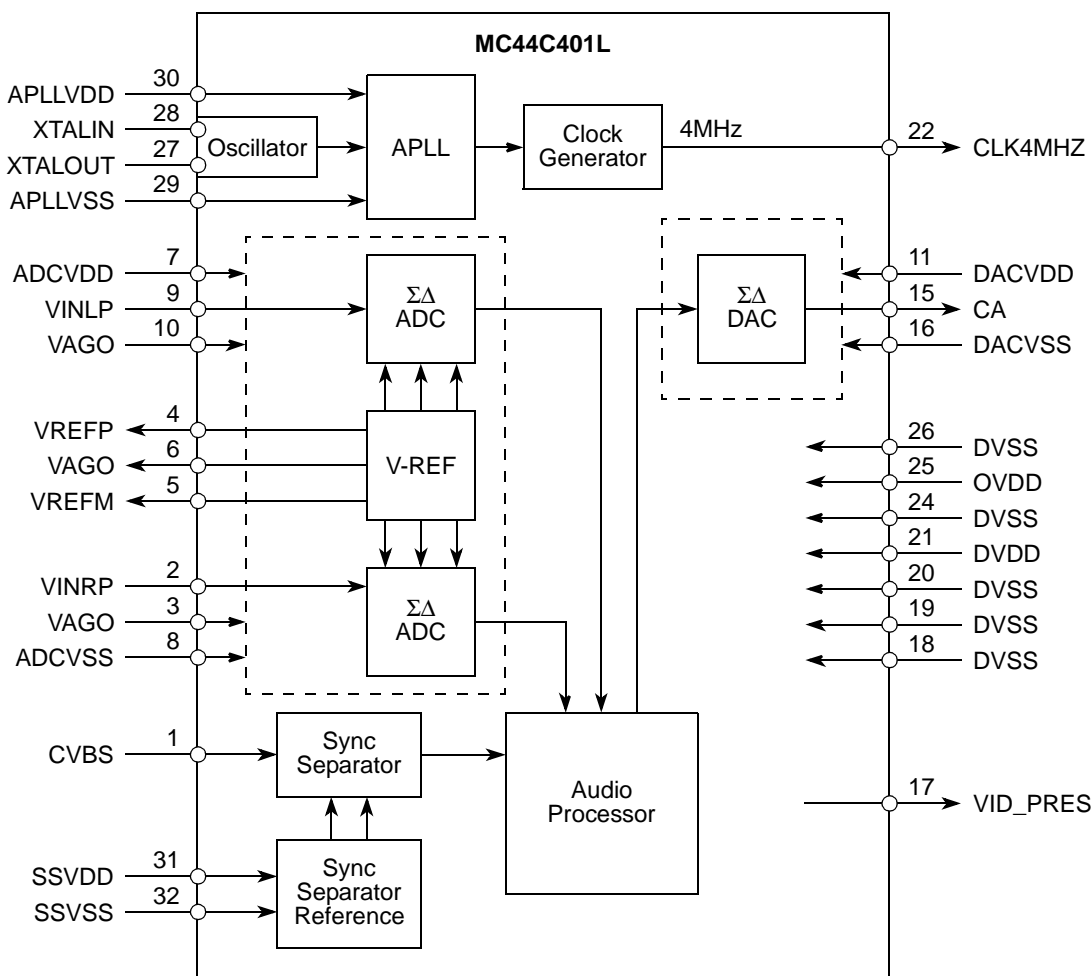 MC44C401L
30
APLLVDD
28
XTALIN
27
XTALOUT
29
APLLVSS
Oscillator
APLL
Clock
Generator
4MHz
22
CLK4MHZ
7
ADCVDD
9
VINLP
10
VAGO
ΣΔ
ADC
ΣΔ
DAC
11
DACVDD
15
CA
16
DACVSS
4
VREFP
6
VAGO
5
VREFM
V-REF
26
DVSS
25
OVDD
24
DVSS
21
DVDD
20
DVSS
19
DVSS
18
DVSS
2
VINRP
3
VAGO
8
ADCVSS
ΣΔ
ADC
1
CVBS
Sync
Separator
Audio
Processor
17
VID_PRES
31
SSVDD
32
SSVSS
Sync
Separator
Reference